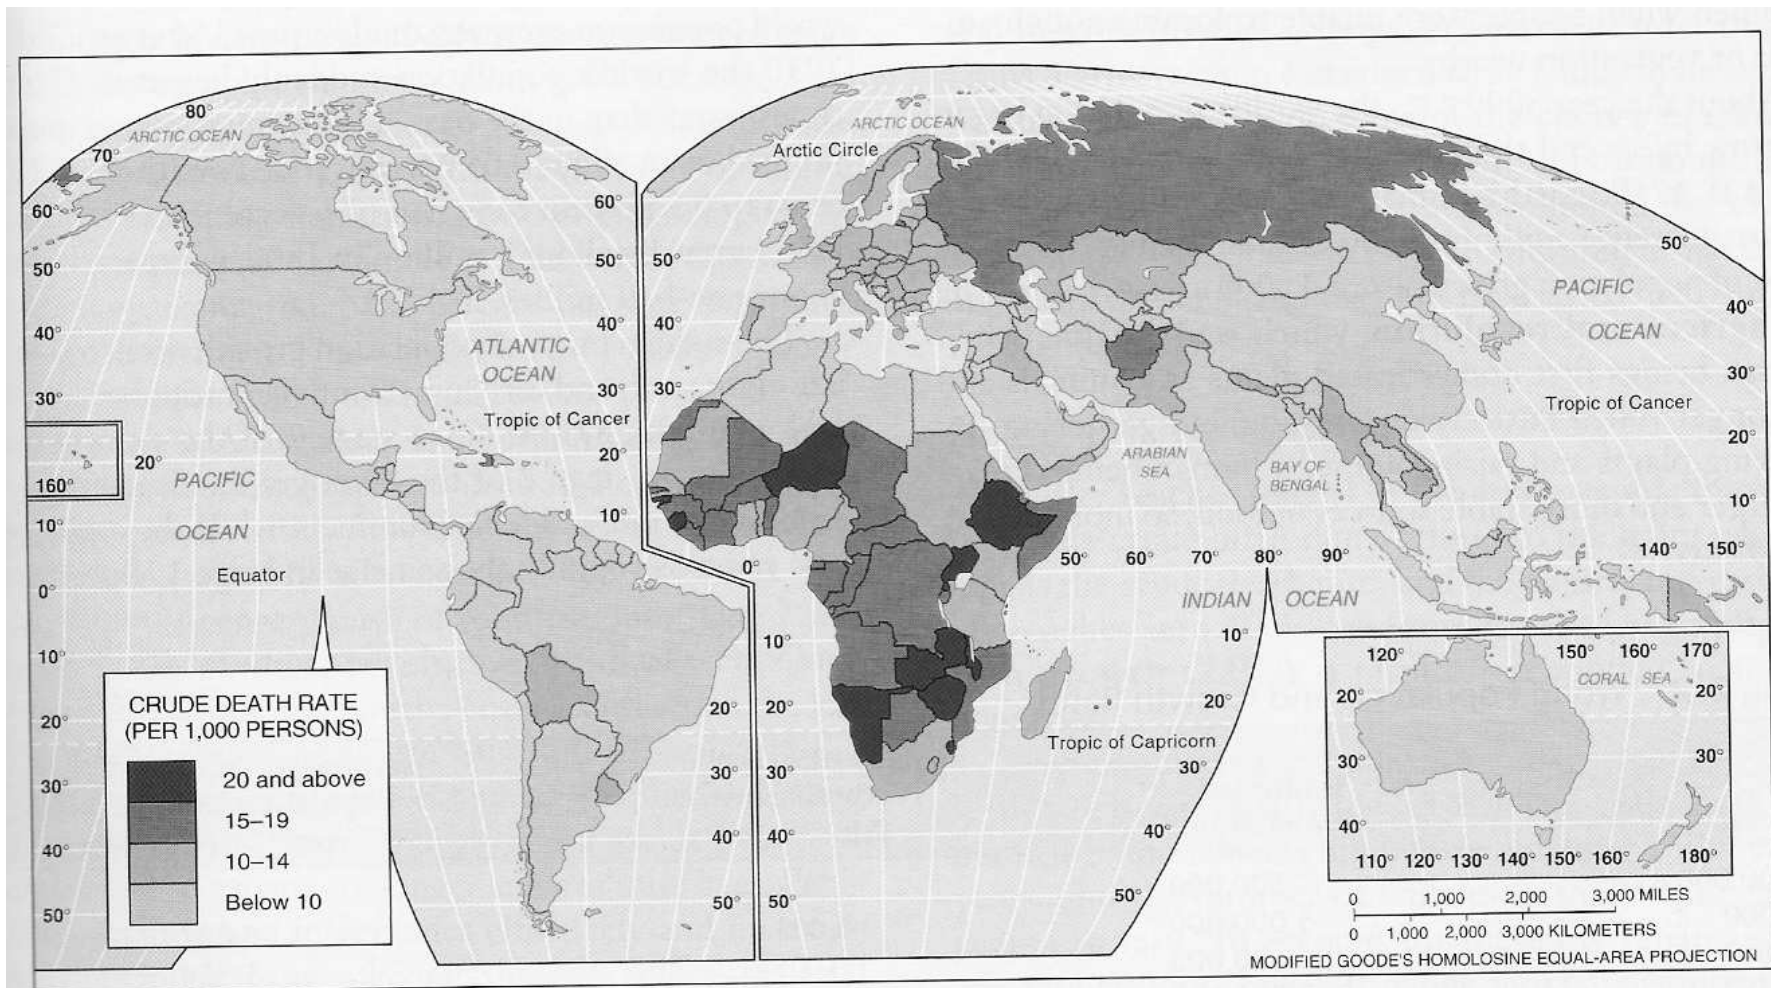 80°
ARCTIC OCEAN
70°
60°
50°
40°
30°
160°
20°
PACIFIC
OCEAN
10°
Equator
0°
10°
20°
30°
40°
50°
60°
50°
40°
ATLANTIC
OCEAN
30°
Tropic of Cancer
20°
10°
0°
20°
30°
40°
50°
ARCTIC OCEAN
Arctic Circle
50°
40°
30°
50°
PACIFIC
40°
OCEAN
30°
Tropic of Cancer
20°
10°
ARABIAN
SEA
BAY OF
BENGAL
50° 60° 70° 80° 90°
140° 150°
INDIAN OCEAN
10°
10°
20°
20°
Tropic of Capricorn
30°
30°
40°
40°
50°
50°
120° 150° 160° 170°
CORAL SEA
20° 20°
30° 30°
40°
110° 120° 130° 140° 150° 160° 180°
CRUDE DEATH RATE
(PER 1,000 PERSONS)
20 and above
15–19
10–14
Below 10
0 1,000 2,000 3,000 MILES
0 1,000 2,000 3,000 KILOMETERS
MODIFIED GOODE'S HOMOLOSINE EQUAL-AREA PROJECTION